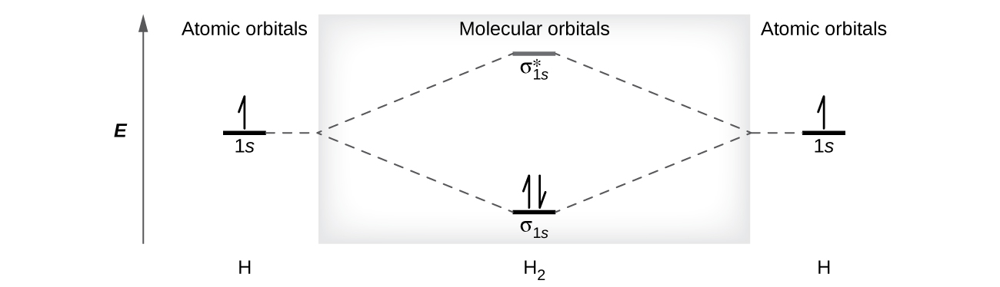 Atomic orbitals Molecular orbitals Atomic orbitals
σ*1s
E
1s 1s
σ1s
H H2 H